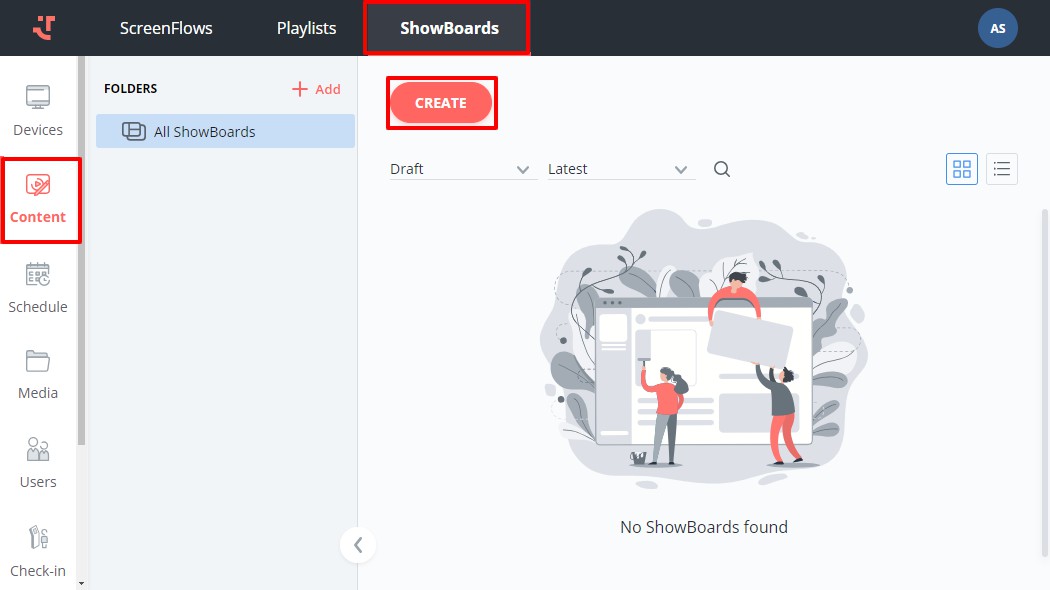 ScreenFlows
Playlists
ShowBoards
AS
Devices
Content
Schedule
Media
Users
Check-in
FOLDERS
Add
All ShowBoards
CREATE
Draft
Latest
No ShowBoards found